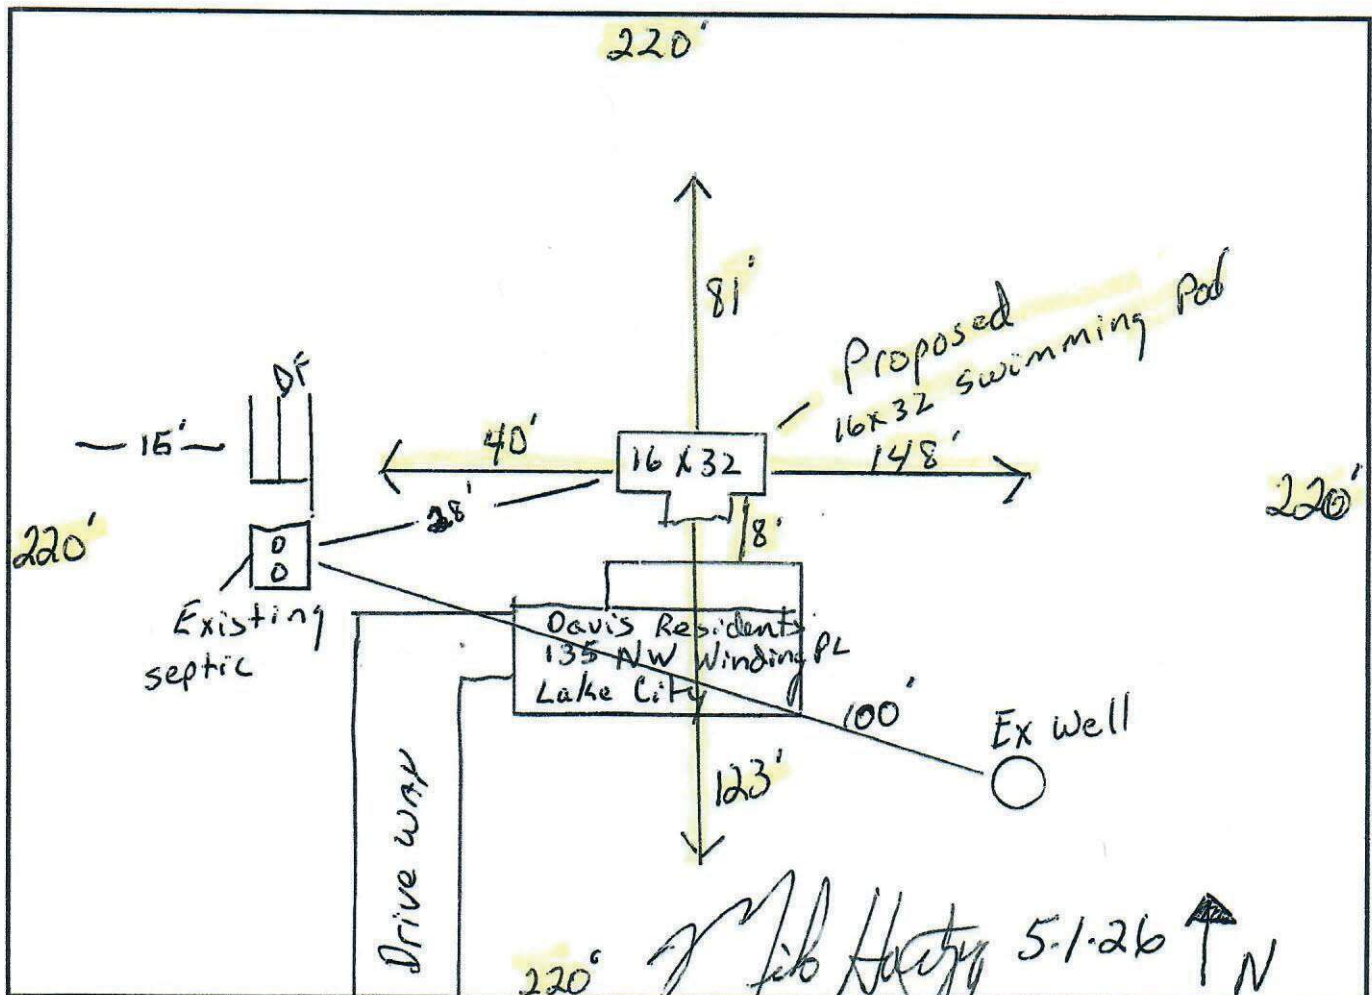 220'
81'
Proposed
16x32 swimming Pool
DF
15'
40'
16 X 32
148'
28'
8'
220'
220'
Existing
septic
Davis Residents
135 NW Winding PL
Lake City
100'
Ex Well
123'
Drive way
220'
5-1-26
N